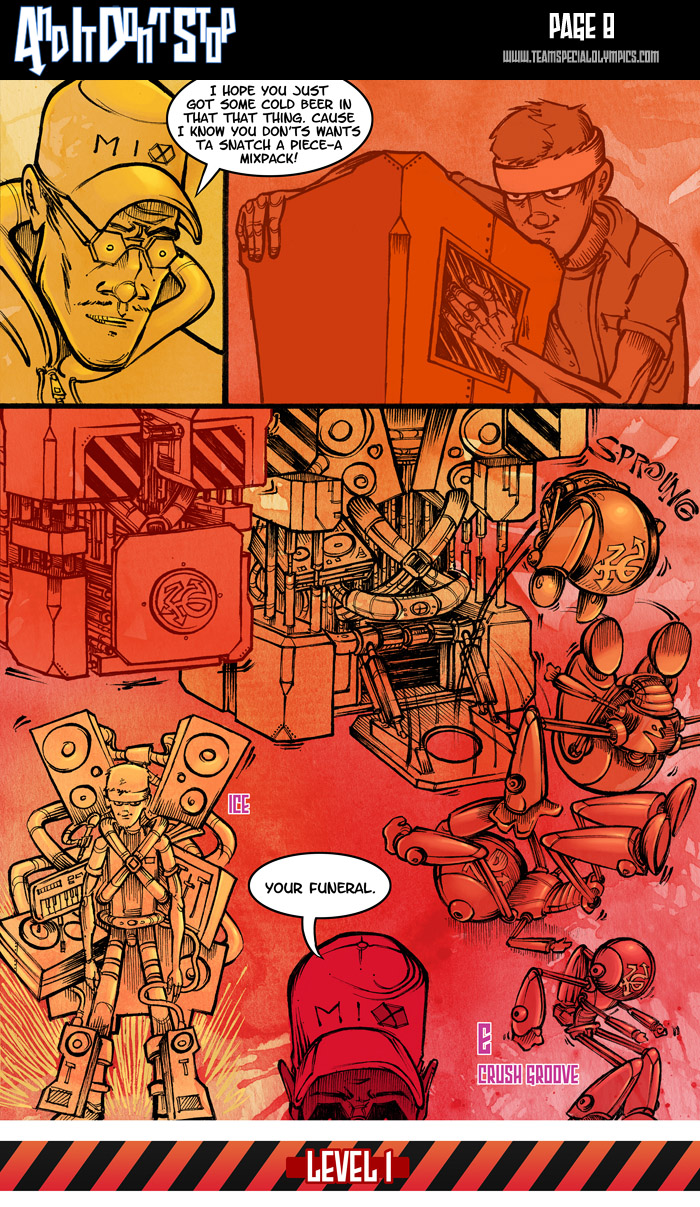 And It Don't Stop
PAGE 8
WWW.TEAMSPECIALOLYMPICS.COM
MI
I HOPE YOU JUST
GOT SOME COLD BEER IN
THAT THAT THING. CAUSE
I KNOW YOU DON'TS WANTS
TA SNATCH A PIECE-A
MIXPACK!
SPROING
ICE
YOUR FUNERAL.
MI
E
CRUSH GROOVE
LEVEL 1